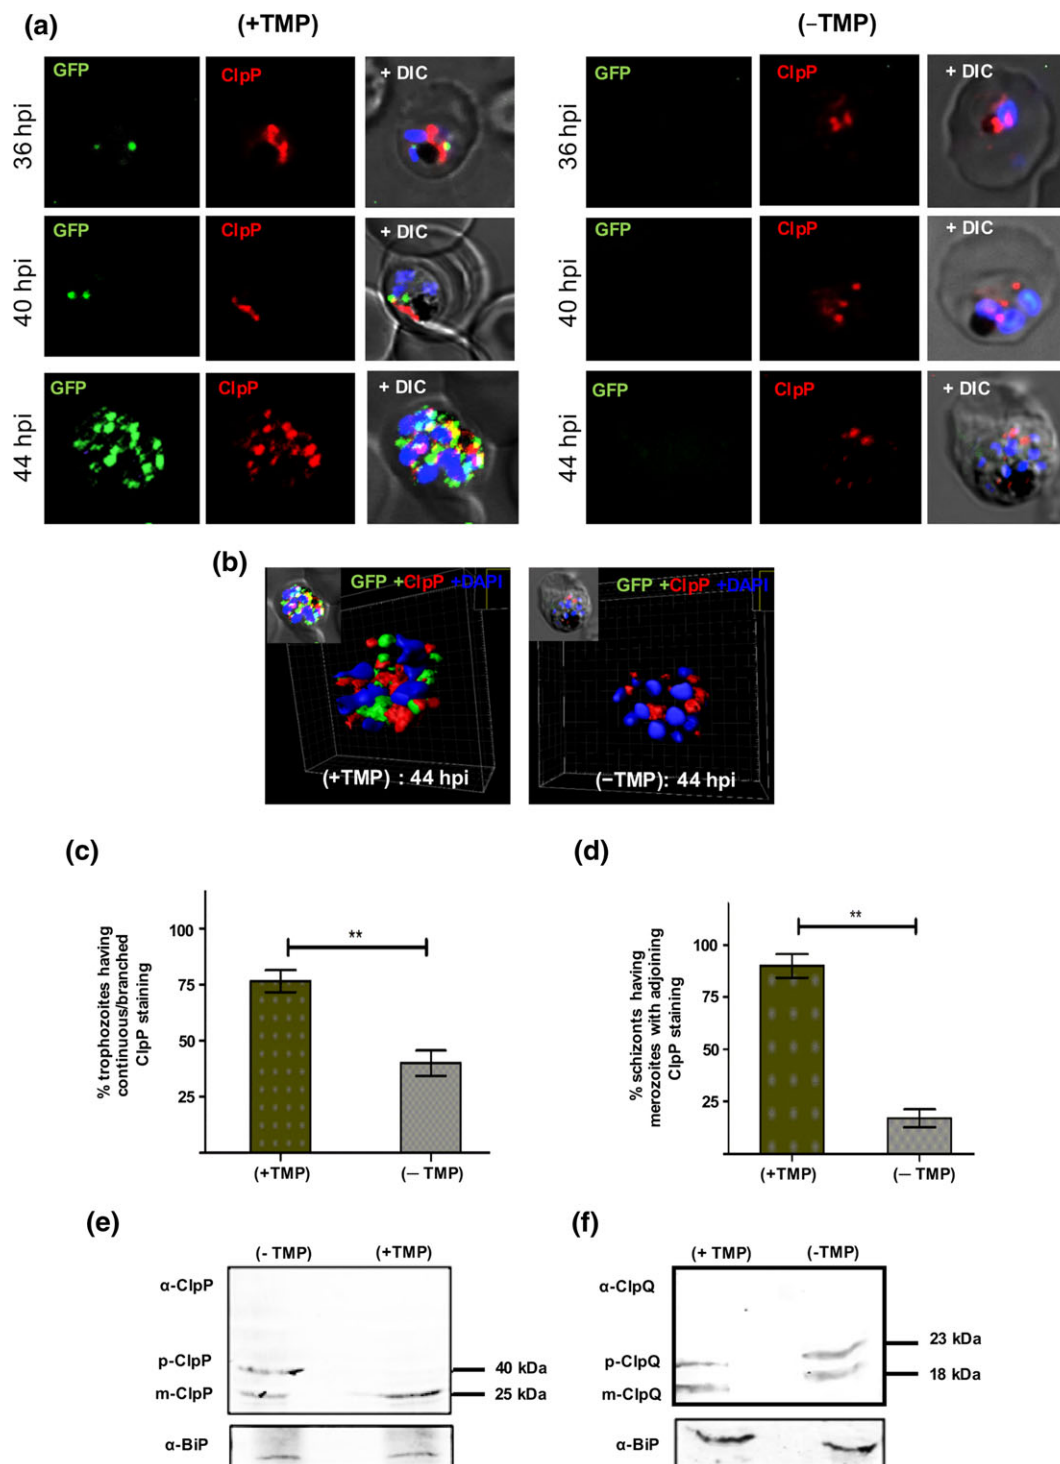 (a)
(+TMP)
(−TMP)
36 hpi
GFP
ClpP
+ DIC
36 hpi
GFP
ClpP
+ DIC
40 hpi
GFP
ClpP
+ DIC
40 hpi
GFP
ClpP
+ DIC
44 hpi
GFP
ClpP
+ DIC
44 hpi
GFP
ClpP
+ DIC
(b)
GFP +ClpP +DAPI
(+TMP) : 44 hpi
GFP +ClpP +DAPI
(−TMP): 44 hpi
(c)
% trophozoites having
continuous/branched
ClpP staining
100
75
50
25
**
(+TMP)
(— TMP)
(d)
% schizonts having
merozoites with adjoining
ClpP staining
100
75
50
25
**
(+TMP)
(— TMP)
(e)
(- TMP)
(+TMP)
α-ClpP
p-ClpP
40 kDa
m-ClpP
25 kDa
α-BiP
(f)
(+ TMP)
(-TMP)
α-ClpQ
23 kDa
p-ClpQ
18 kDa
m-ClpQ
α-BiP